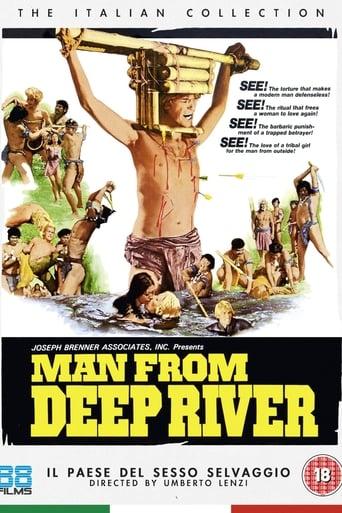 THE ITALIAN COLLECTION
SEE! The torture that makes a modern man defenseless!
SEE! The ritual that frees a woman to love again!
SEE! The barbaric punishment of a trapped betrayer!
SEE! The love of a tribal girl for the man from outside!
JOSEPH BRENNER ASSOCIATES, INC. Presents
MAN FROM
DEEP RIVER
88
FILMS
IL PAESE DEL SESSO SELVAGGIO
DIRECTED BY UMBERTO LENZI
18